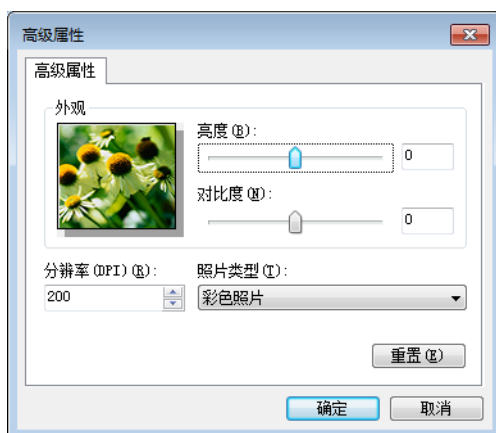 高级属性
高级属性
外观
亮度(B):
0
对比度(N):
0
分辨率(DPI)(R):
照片类型(T):
200
彩色照片
重置(E)
确定
取消